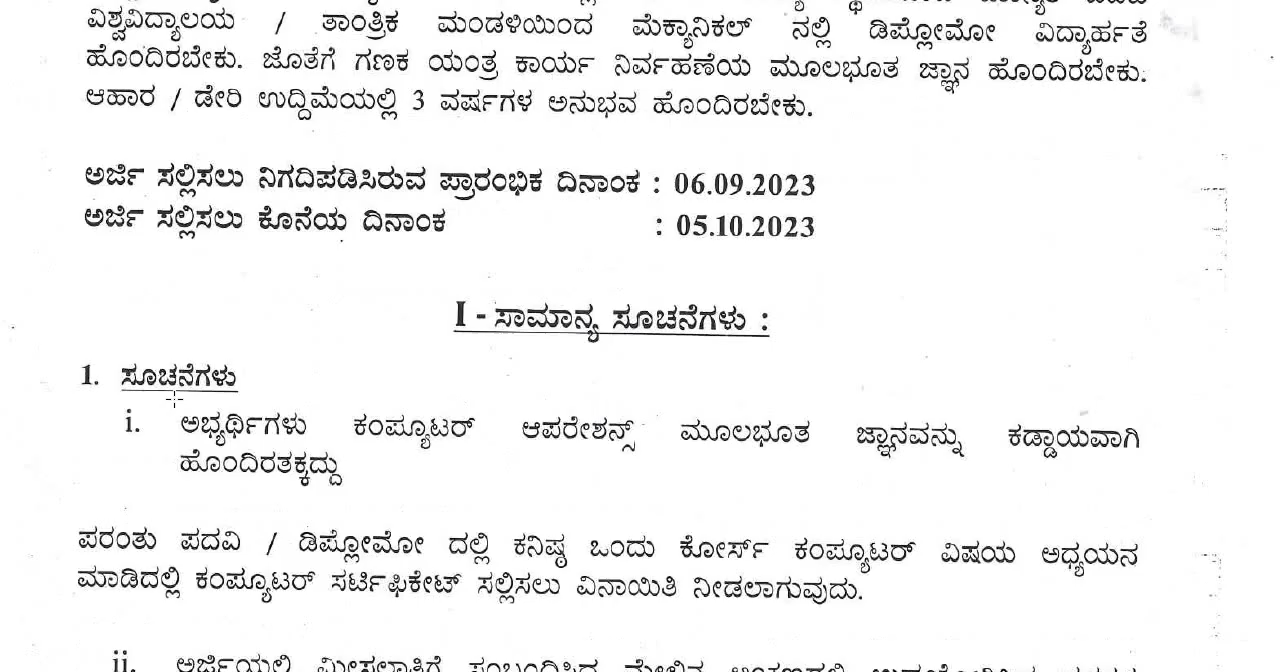 ವಿಶ್ವವಿದ್ಯಾಲಯ / ತಾಂತ್ರಿಕ ಮಂಡಳಿಯಿಂದ ಮೆಕ್ಯಾನಿಕಲ್ ನಲ್ಲಿ ಡಿಪ್ಲೋಮೋ ವಿದ್ಯಾರ್ಹತೆ
ಹೊಂದಿರಬೇಕು. ಜೊತೆಗೆ ಗಣಕ ಯಂತ್ರ ಕಾರ್ಯ ನಿರ್ವಹಣೆಯ ಮೂಲಭೂತ ಜ್ಞಾನ ಹೊಂದಿರಬೇಕು.
ಆಹಾರ / ಡೇರಿ ಉದ್ದಿಮೆಯಲ್ಲಿ 3 ವರ್ಷಗಳ ಅನುಭವ ಹೊಂದಿರಬೇಕು.
ಅರ್ಜಿ ಸಲ್ಲಿಸಲು ನಿಗದಿಪಡಿಸಿರುವ ಪ್ರಾರಂಭಿಕ ದಿನಾಂಕ : 06.09.2023
ಅರ್ಜಿ ಸಲ್ಲಿಸಲು ಕೊನೆಯ ದಿನಾಂಕ : 05.10.2023
I - ಸಾಮಾನ್ಯ ಸೂಚನೆಗಳು :
1. ಸೂಚನೆಗಳು
i. ಅಭ್ಯರ್ಥಿಗಳು ಕಂಪ್ಯೂಟರ್ ಆಪರೇಶನ್ಸ್ ಮೂಲಭೂತ ಜ್ಞಾನವನ್ನು ಕಡ್ಡಾಯವಾಗಿ
ಹೊಂದಿರತಕ್ಕದ್ದು
ಪರಂತು ಪದವಿ / ಡಿಪ್ಲೋಮೋ ದಲ್ಲಿ ಕನಿಷ್ಠ ಒಂದು ಕೋರ್ಸ್ ಕಂಪ್ಯೂಟರ್ ವಿಷಯ ಅಧ್ಯಯನ
ಮಾಡಿದಲ್ಲಿ ಕಂಪ್ಯೂಟರ್ ಸರ್ಟಿಫಿಕೇಟ್ ಸಲ್ಲಿಸಲು ವಿನಾಯಿತಿ ನೀಡಲಾಗುವುದು.
ii. ಅರ್ಜಿಯಲ್ಲಿ ಮೀಸಲಾತಿಗೆ ಸಂಬಂಧಿಸಿದ